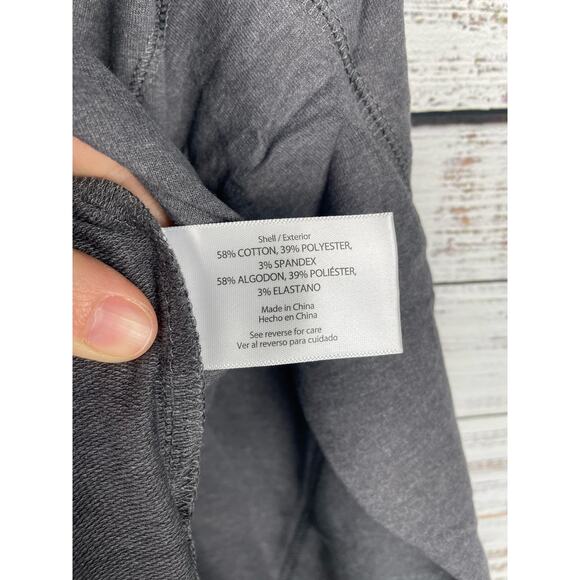 Shell / Exterior
58% COTTON, 39% POLYESTER,
3% SPANDEX
58% ALGODON, 39% POLIÉSTER,
3% ELASTANO
Made in China
Hecho en China
See reverse for care
Ver al reverso para cuidado